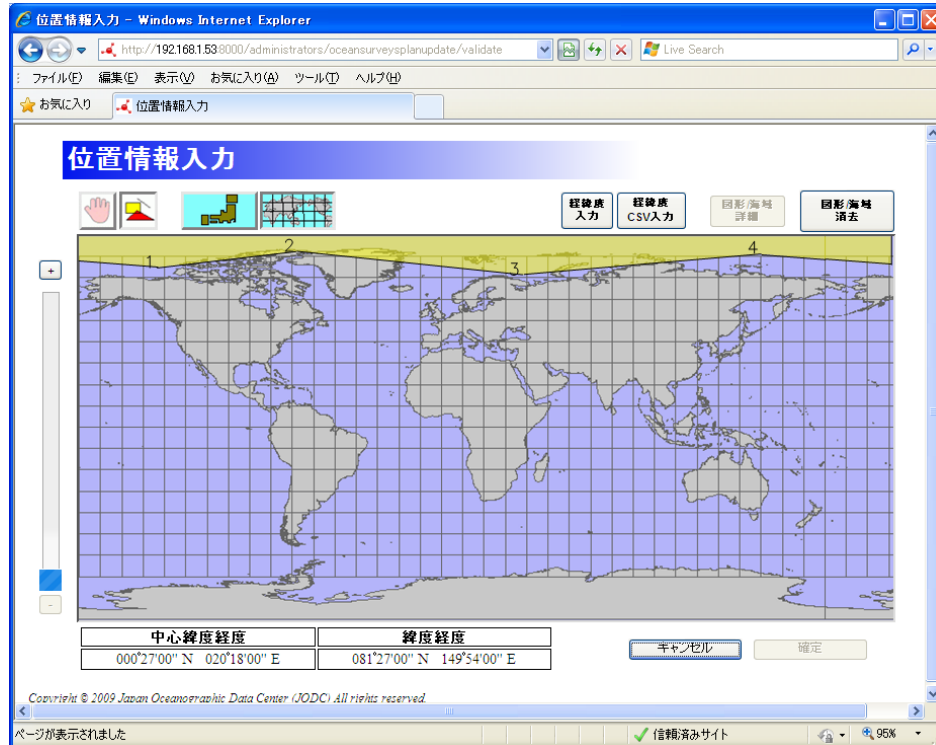 位置情報入力 - Windows Internet Explorer
http://192.168.1.53:8000/administrators/oceansurveysplanupdate/validate
Live Search
ファイル(F) 編集(E) 表示(V) お気に入り(A) ツール(T) ヘルプ(H)
お気に入り 位置情報入力
位置情報入力
経緯度入力
経緯度CSV入力
図形/海域詳細
図形/海域消去
1
2
3
4
+
-
中心緯度経度 緯度経度
000°27'00" N 020°18'00" E 081°27'00" N 149°54'00" E
キャンセル 確定
Copyright © 2009 Japan Oceanographic Data Center (JODC) All rights reserved.
ページが表示されました 信頼済みサイト 95%